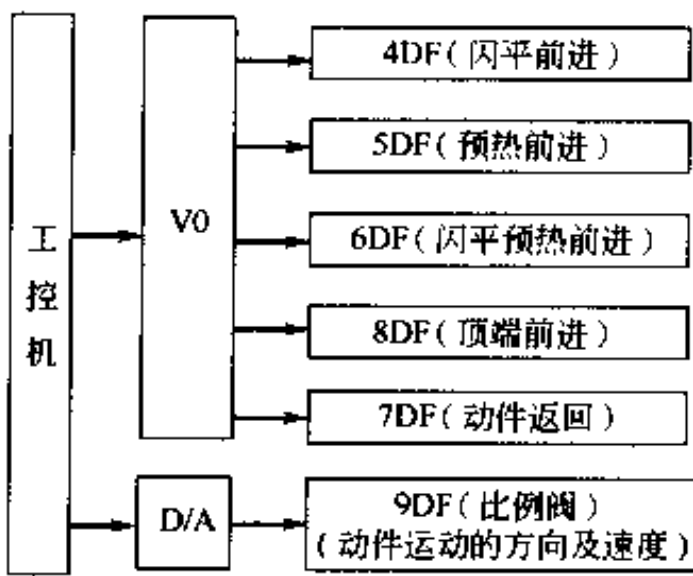 工控机
V0
4DF(闪平前进)
5DF(预热前进)
6DF(闪平预热前进)
8DF(顶端前进)
7DF(动件返回)
D/A
9DF(比例阀)
(动件运动的方向及速度)